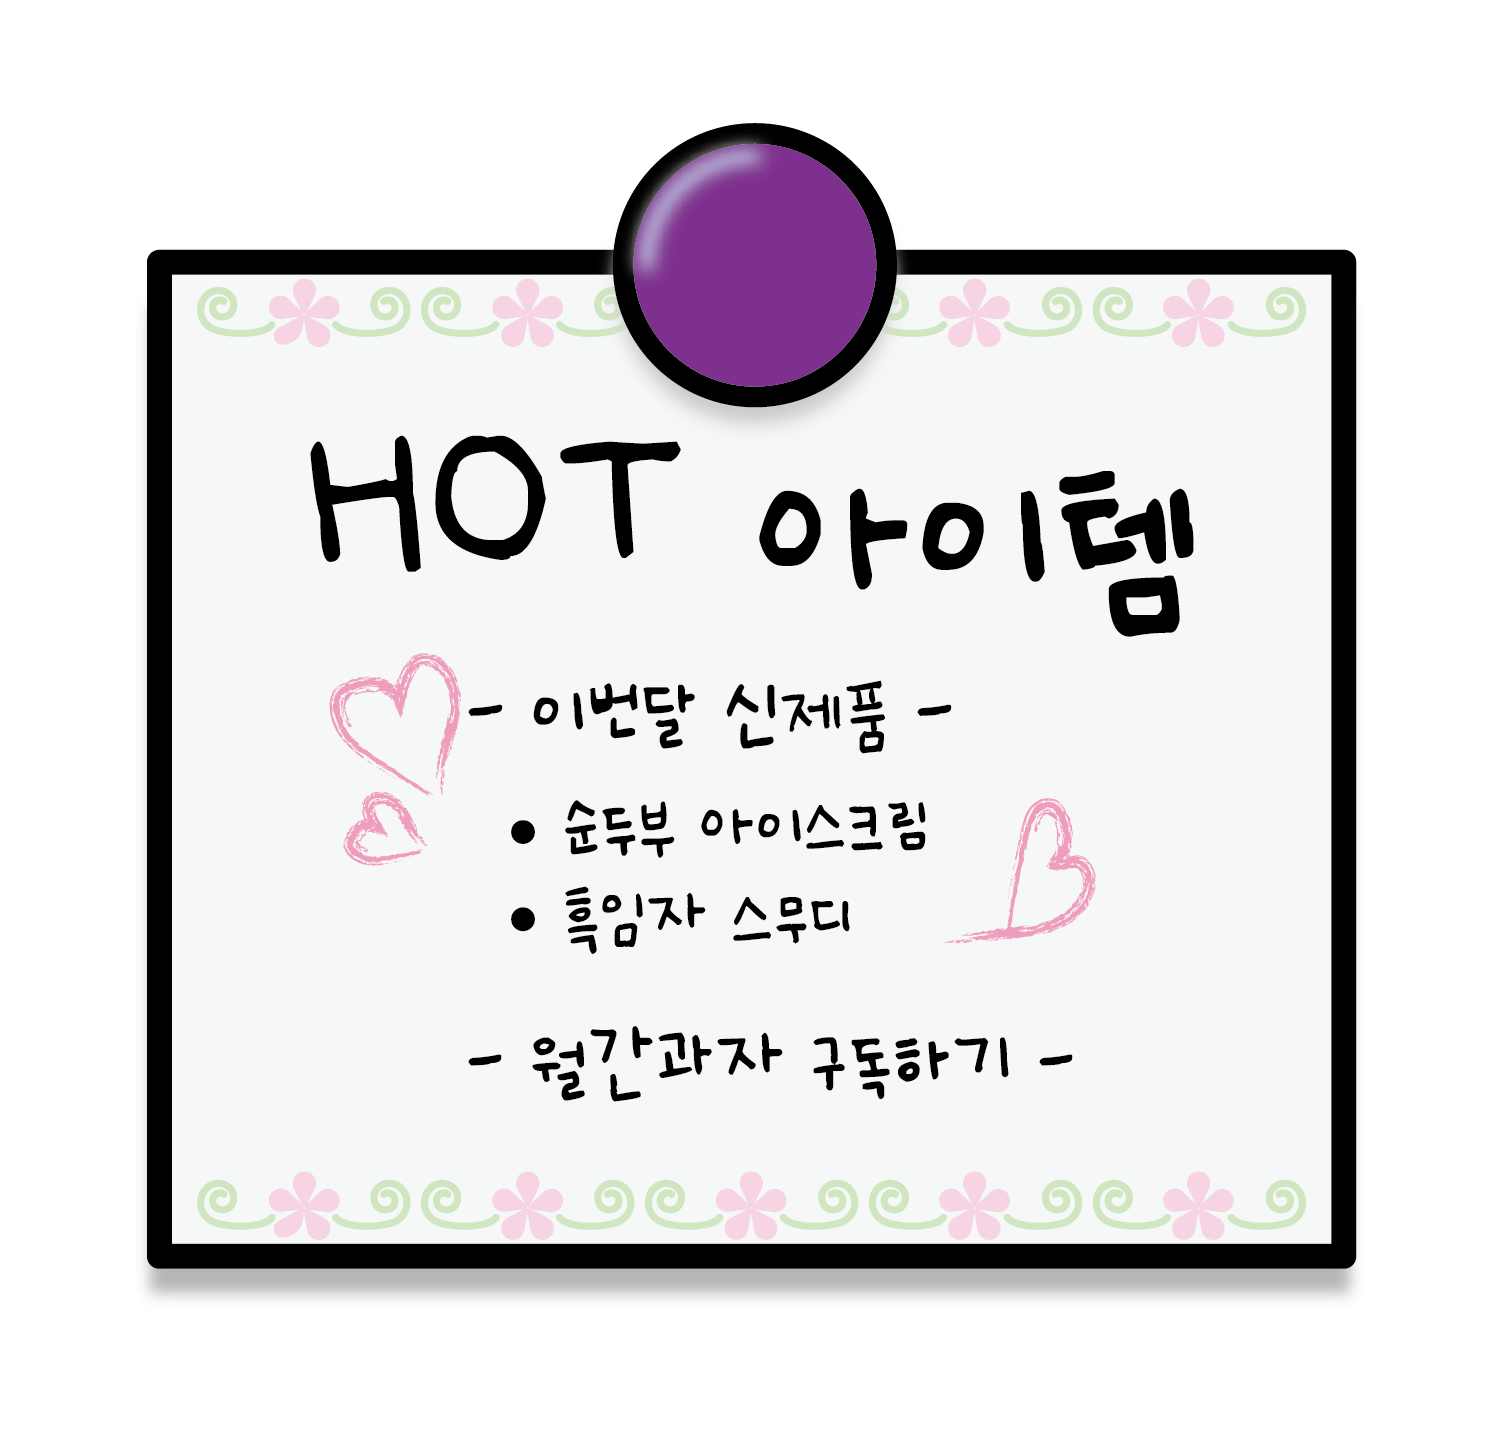 HOT 아이템
- 이번달 신제품 -
● 순두부 아이스크림
● 흑임자 스무디
- 월간과자 구독하기 -